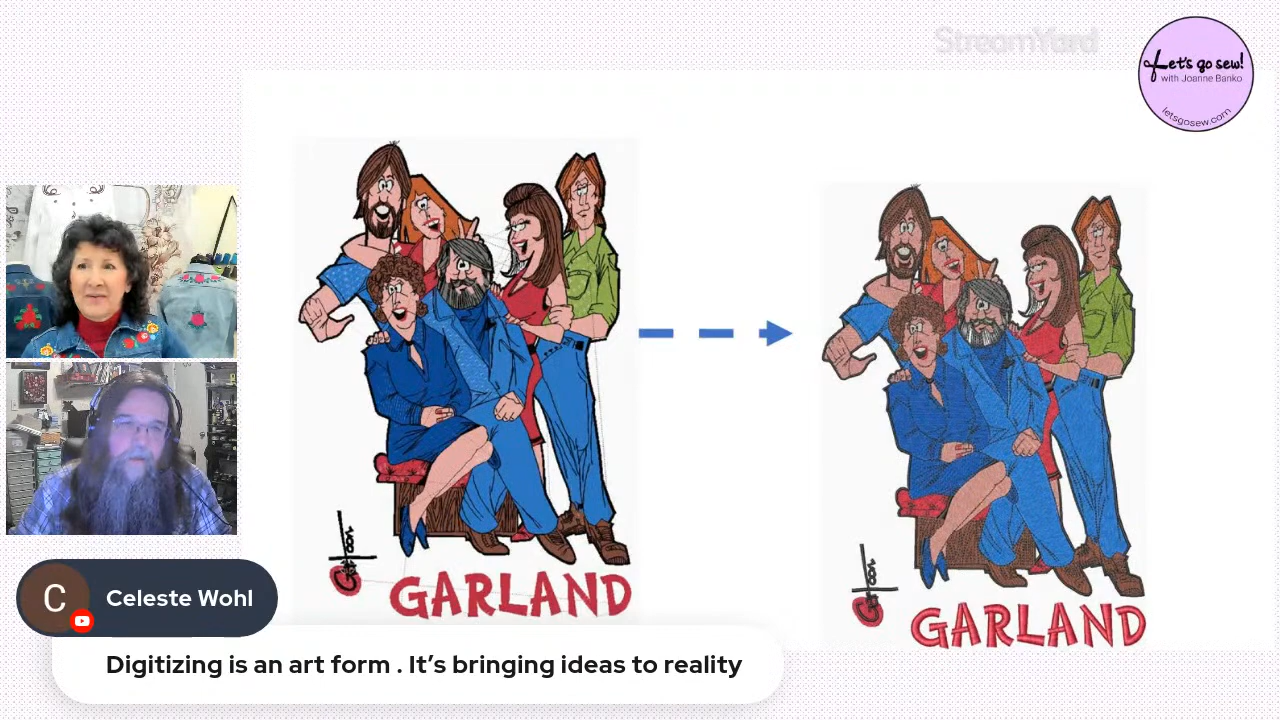 StreamYard
Let's go sew!
with Joanne Banko
letsgosew.com
GARLAND
GARLAND
C
Celeste Wohl
Digitizing is an art form . It’s bringing ideas to reality